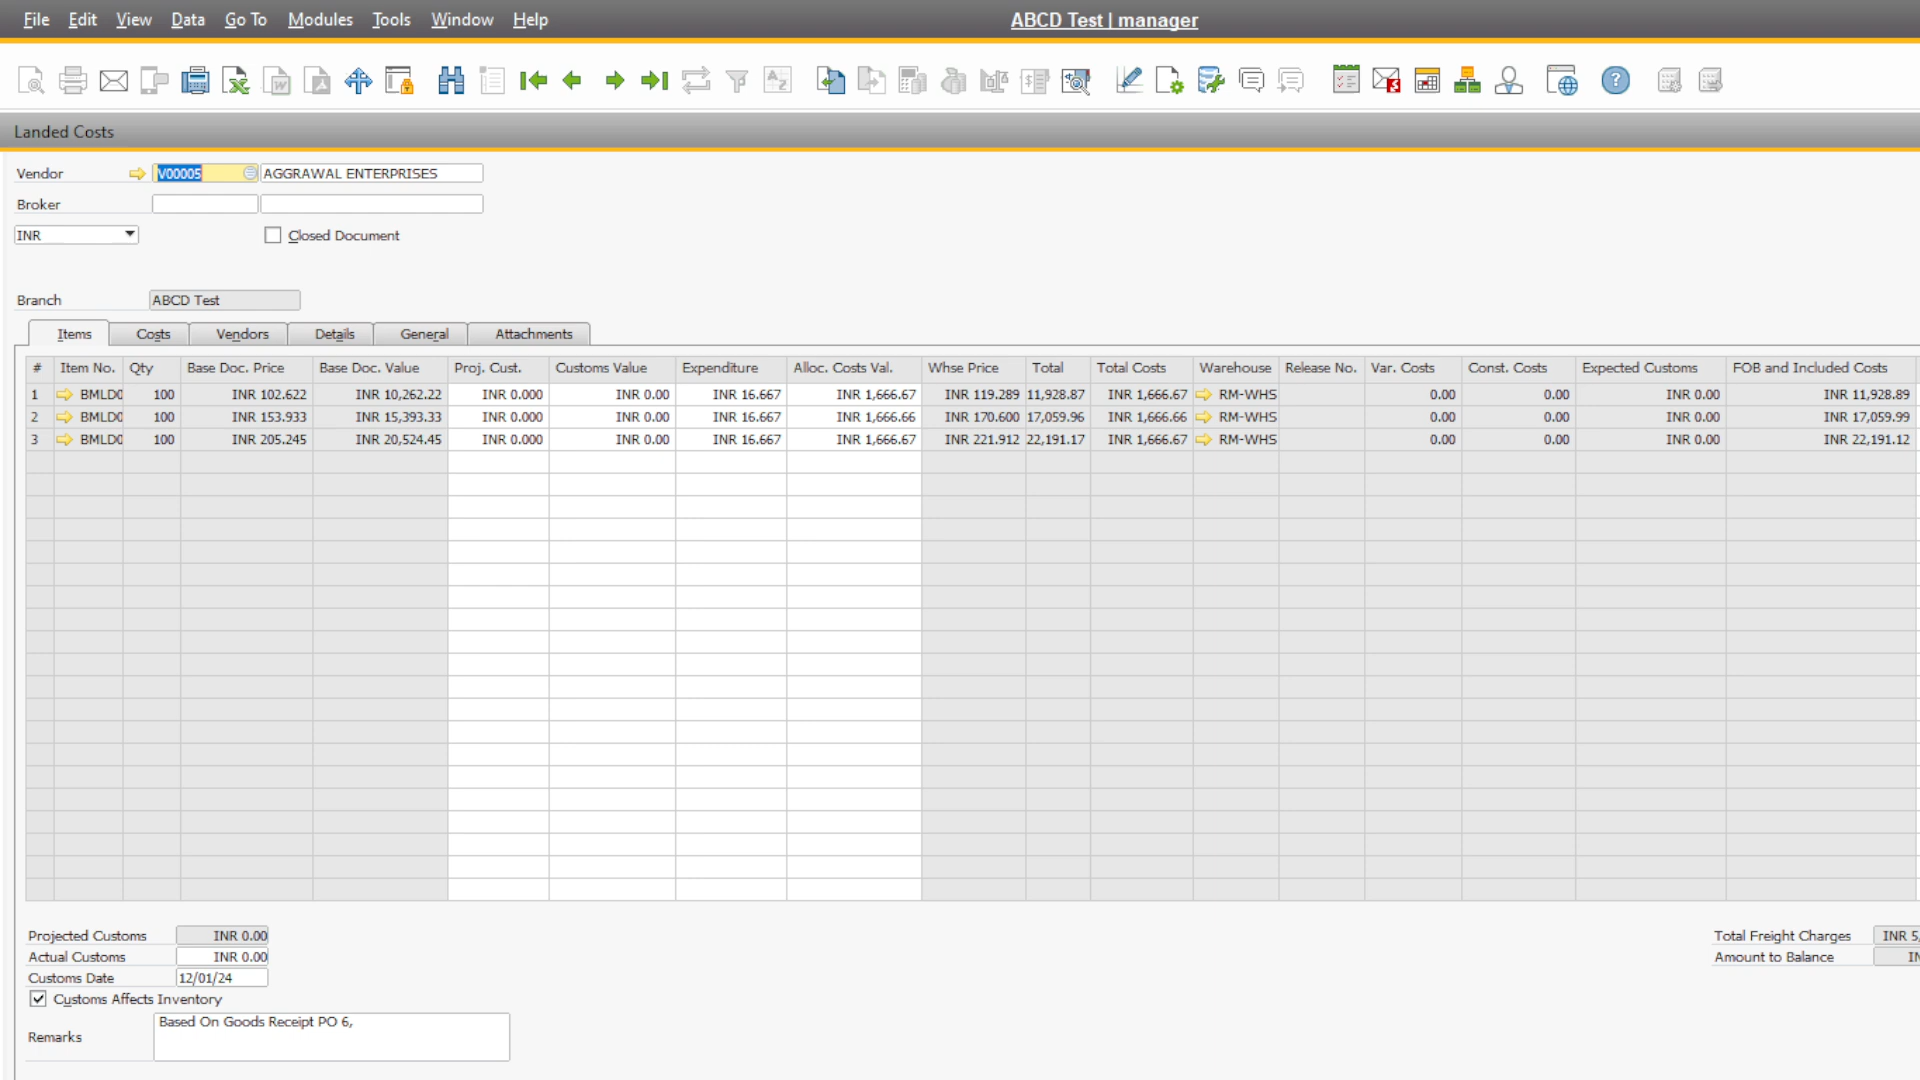 File Edit View Data Go To Modules Tools Window Help ABCD Test | manager
Landed Costs
Vendor V00005 AGGRAWAL ENTERPRISES
Broker
INR Closed Document
Branch ABCD Test
Items Costs Vendors Details General Attachments
# Item No. Qty Base Doc. Price Base Doc. Value Proj. Cust. Customs Value Expenditure Alloc. Costs Val. Whse Price Total Total Costs Warehouse Release No. Var. Costs Const. Costs Expected Customs FOB and Included Costs
1 BMLD0 100 INR 102.622 INR 10,262.22 INR 0.000 INR 0.00 INR 16.667 INR 1,666.67 INR 119.289 11,928.87 INR 1,666.67 RM-WHS 0.00 0.00 INR 0.00 INR 11,928.89
2 BMLD0 100 INR 153.933 INR 15,393.33 INR 0.000 INR 0.00 INR 16.667 INR 1,666.66 INR 170.600 17,059.96 INR 1,666.66 RM-WHS 0.00 0.00 INR 0.00 INR 17,059.99
3 BMLD0 100 INR 205.245 INR 20,524.45 INR 0.000 INR 0.00 INR 16.667 INR 1,666.67 INR 221.912 22,191.17 INR 1,666.67 RM-WHS 0.00 0.00 INR 0.00 INR 22,191.12
Projected Customs INR 0.00 Total Freight Charges INR 5,
Actual Customs INR 0.00 Amount to Balance IN
Customs Date 12/01/24
Customs Affects Inventory
Remarks Based On Goods Receipt PO 6,